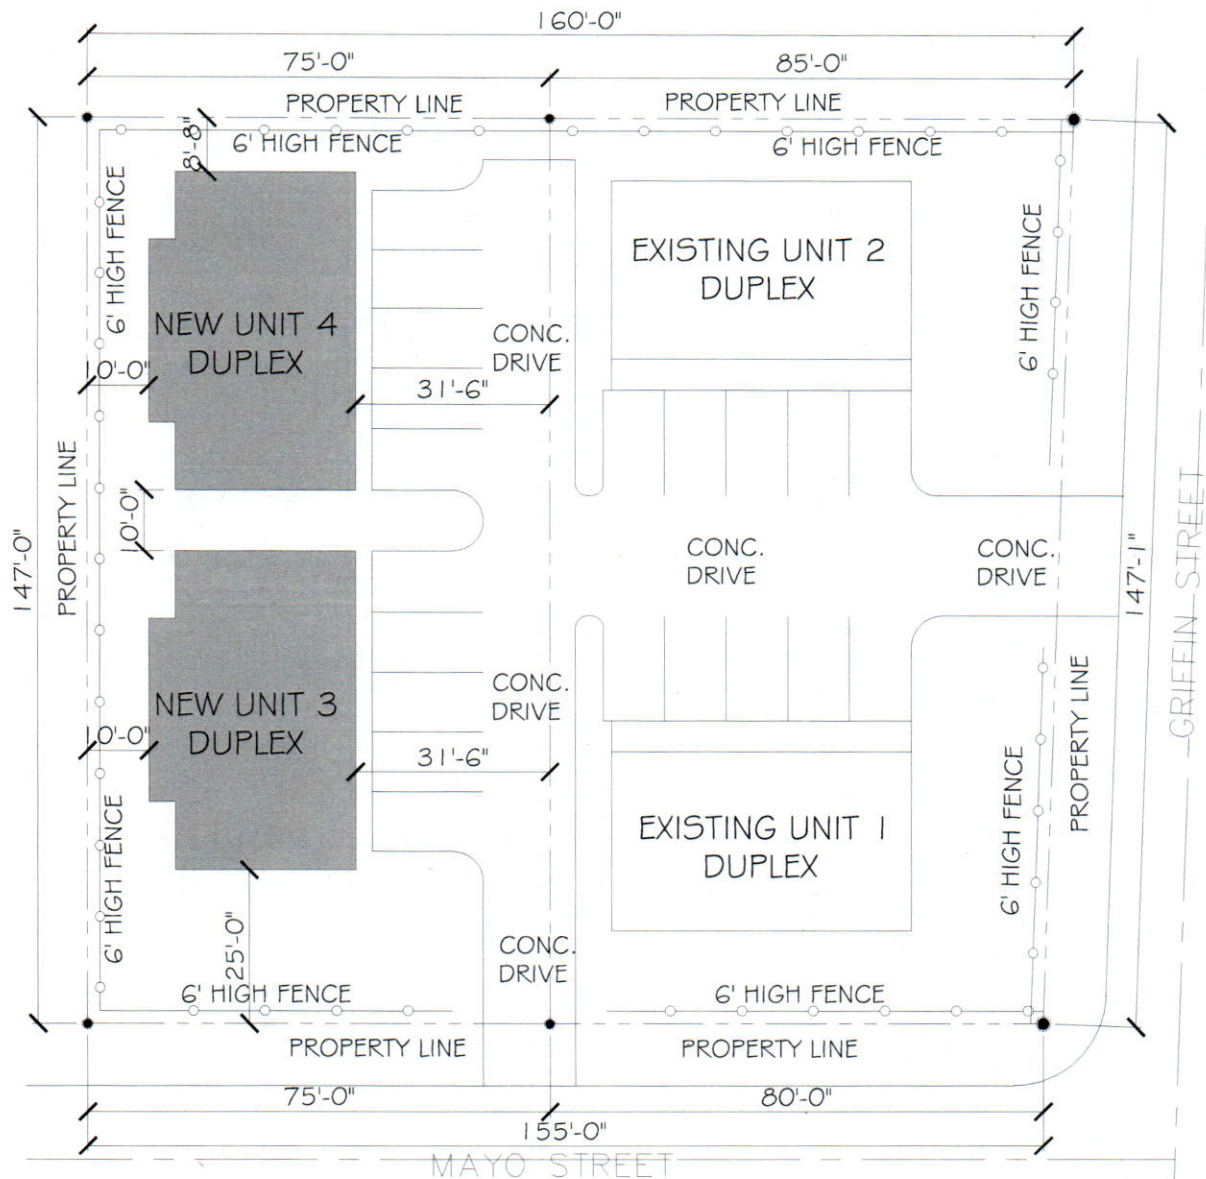 160'-0"
75'-0"
85'-0"
PROPERTY LINE
PROPERTY LINE
8'-8"
6' HIGH FENCE
6' HIGH FENCE
6' HIGH FENCE
6' HIGH FENCE
EXISTING UNIT 2
DUPLEX
NEW UNIT 4
DUPLEX
CONC.
DRIVE
10'-0"
31'-6"
PROPERTY LINE
10'-0"
147'-0"
CONC.
DRIVE
CONC.
DRIVE
147'-1"
GRIFFIN STREET
NEW UNIT 3
DUPLEX
CONC.
DRIVE
10'-0"
31'-6"
PROPERTY LINE
EXISTING UNIT 1
DUPLEX
6' HIGH FENCE
6' HIGH FENCE
25'-0"
CONC.
DRIVE
6' HIGH FENCE
6' HIGH FENCE
PROPERTY LINE
PROPERTY LINE
75'-0"
80'-0"
155'-0"
MAYO STREET